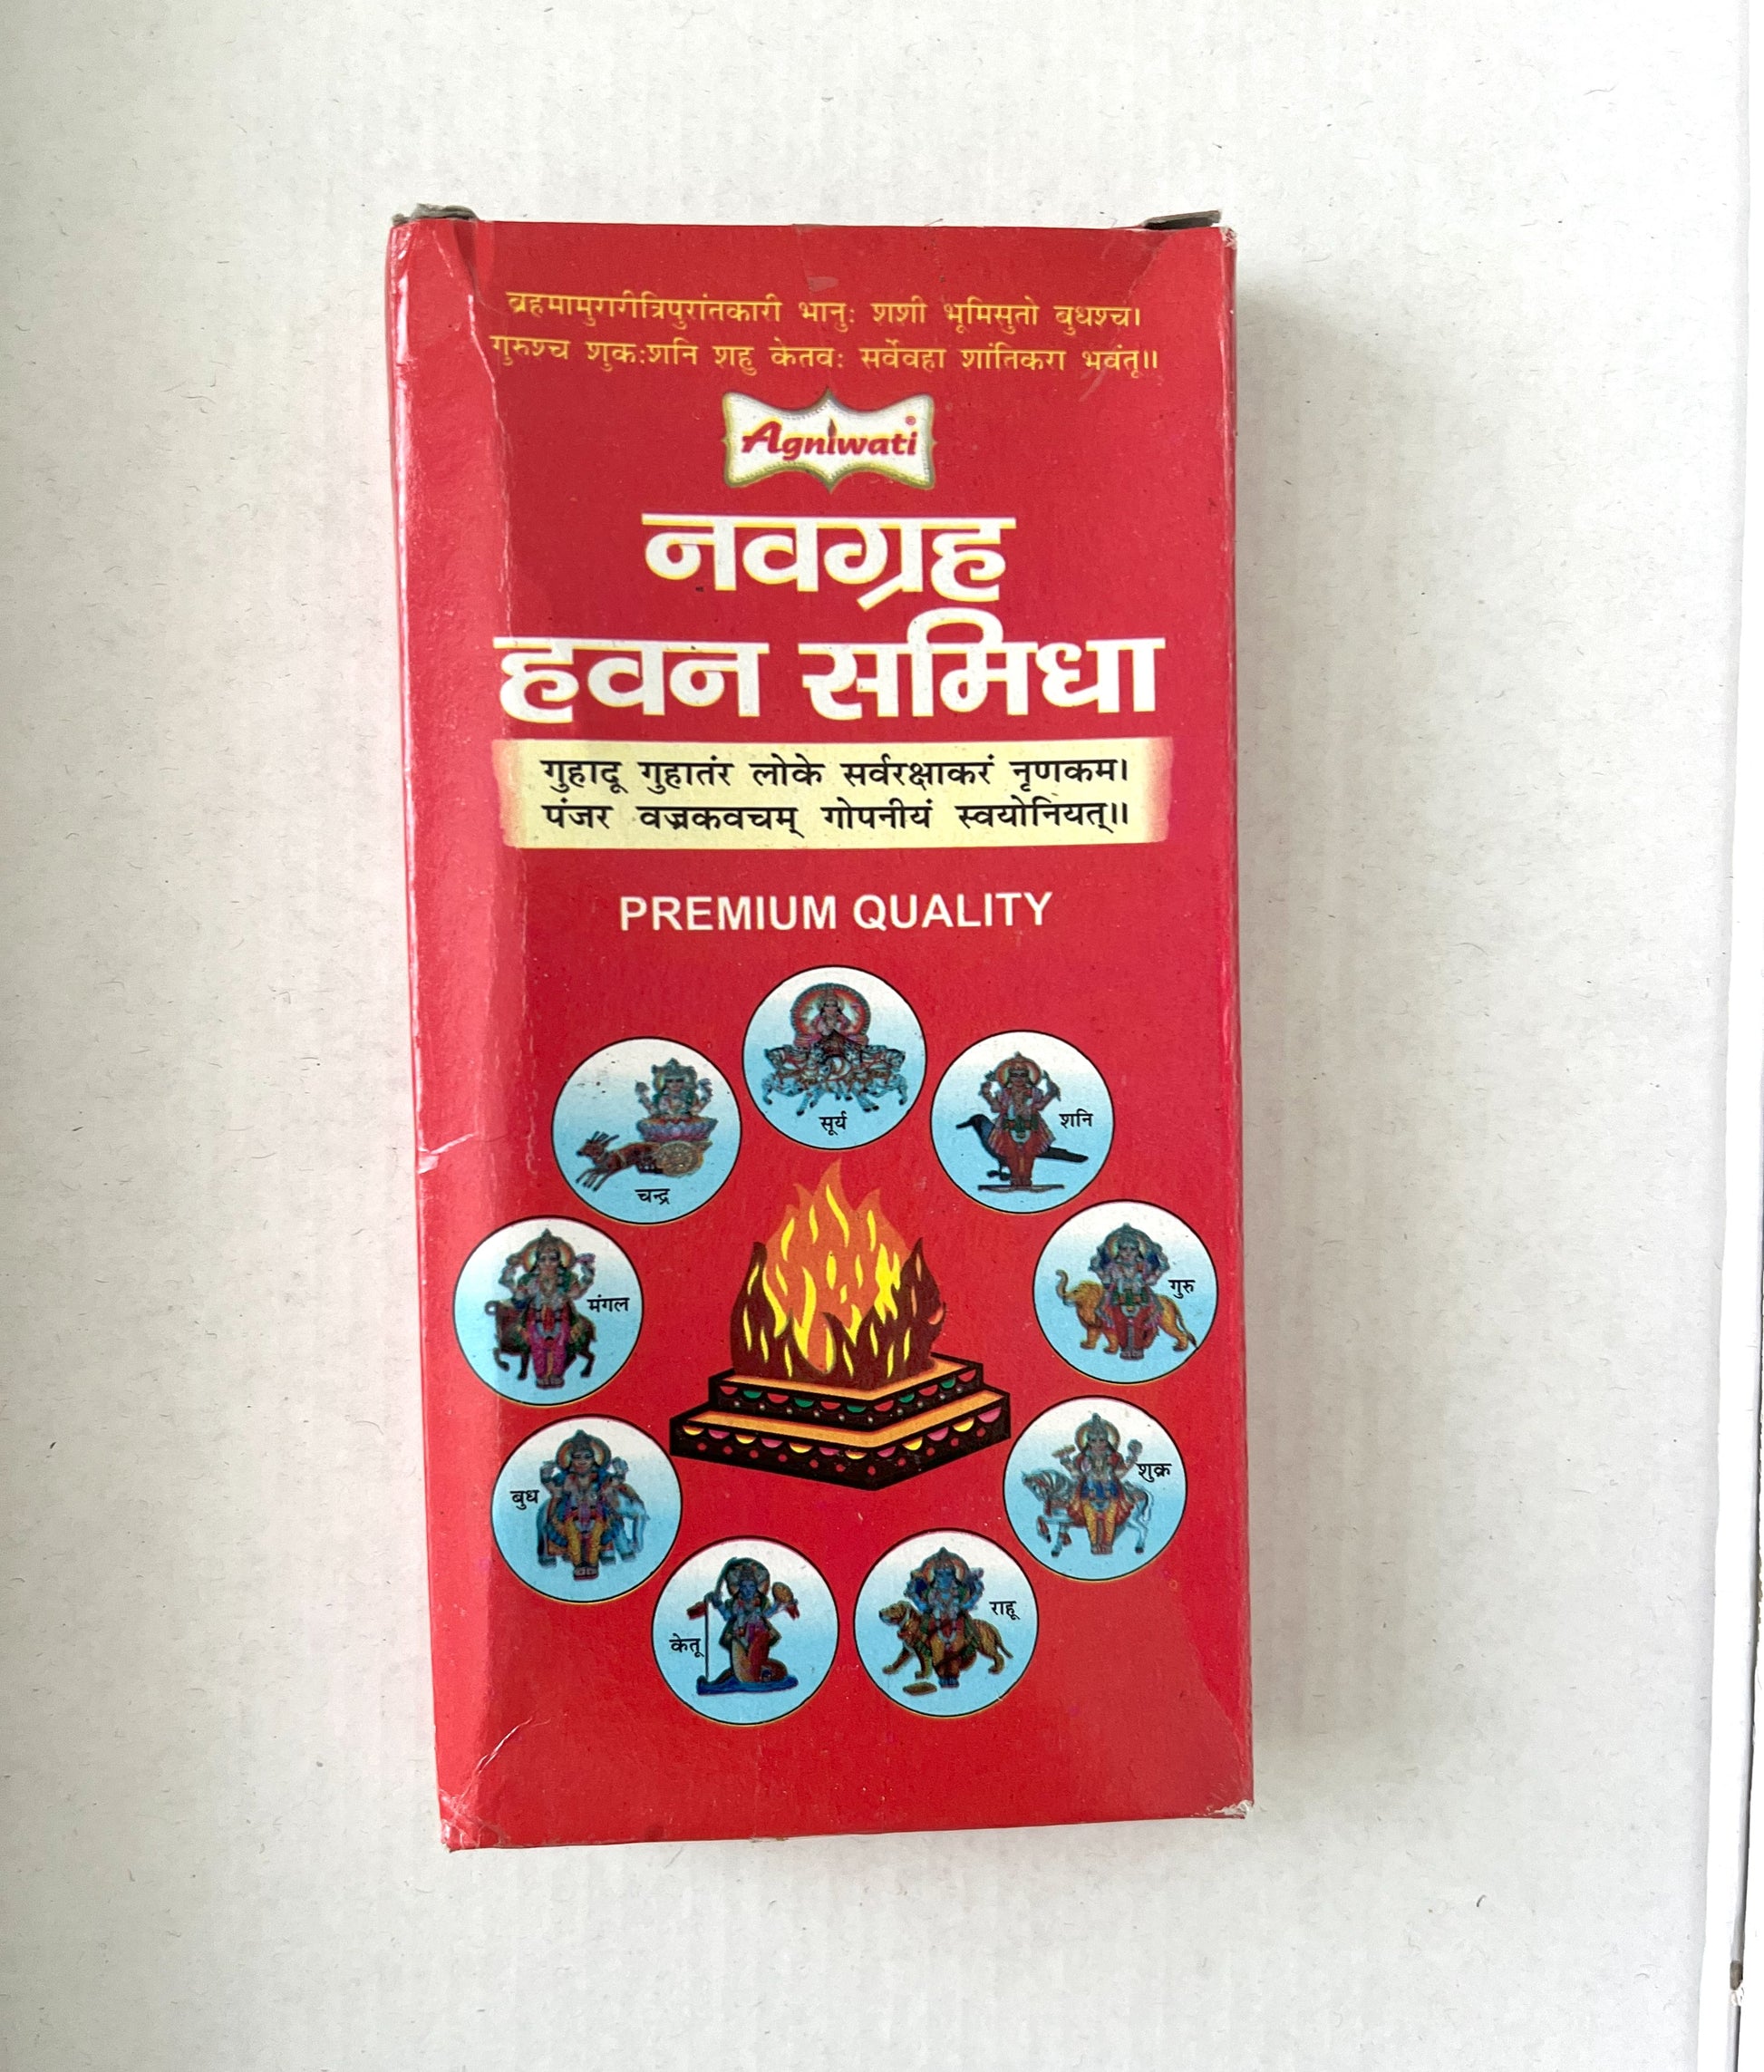 ब्रहमामुरारीत्रिपुरांतकारी भानुः शशी भूमिसुतो बुधश्च।
गुरुश्च शुकःशनि शहु केतवः सर्वेवहा शांतिकरा भवंतृ॥
Agniwati
नवग्रह
हवन समिधा
गुहादू गुहातंर लोके सर्वरक्षाकरं नृणकम।
पंजर वज्रकवचम् गोपनीयं स्वयोनियत्॥
PREMIUM QUALITY
सूर्य
चन्द्र
शनि
मंगल
गुरु
बुध
शुक्र
केतू
राहू